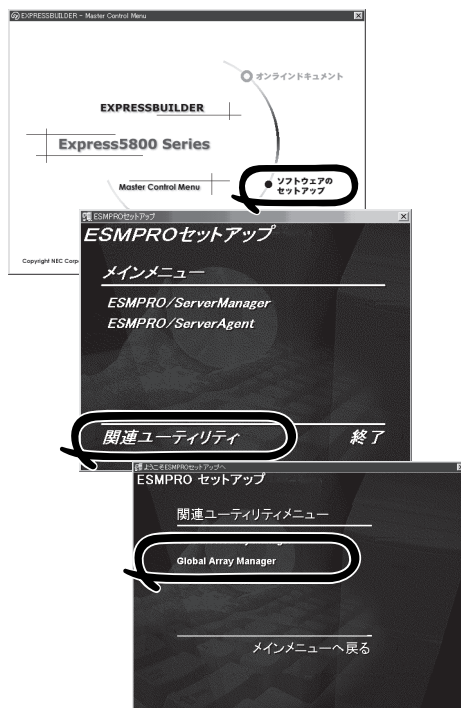 EXPRESSBUILDER - Master Control Menu
オンラインドキュメント
EXPRESSBUILDER
Express5800 Series
ソフトウェアの
セットアップ
Master Control Menu
Copyright NEC Corp
ESMPROセットアップ
ESMPROセットアップ
メインメニュー
ESMPRO/ServerManager
ESMPRO/ServerAgent
関連ユーティリティ
終了
ようこそESMPROセットアップへ
ESMPRO セットアップ
関連ユーティリティメニュー
Global Array Manager
メインメニューへ戻る